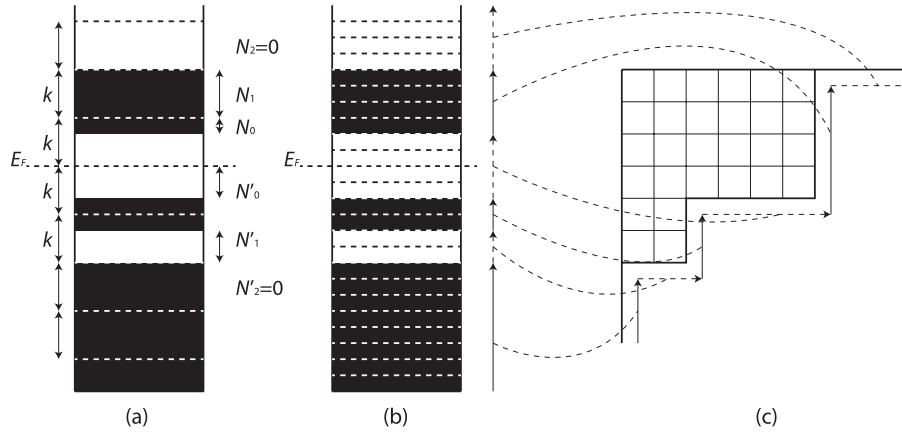 N₂=0
k
N₁
N₀
k
E_F
E_F
k
N'₀
k
N'₁
N'₂=0
(a)
(b)
(c)